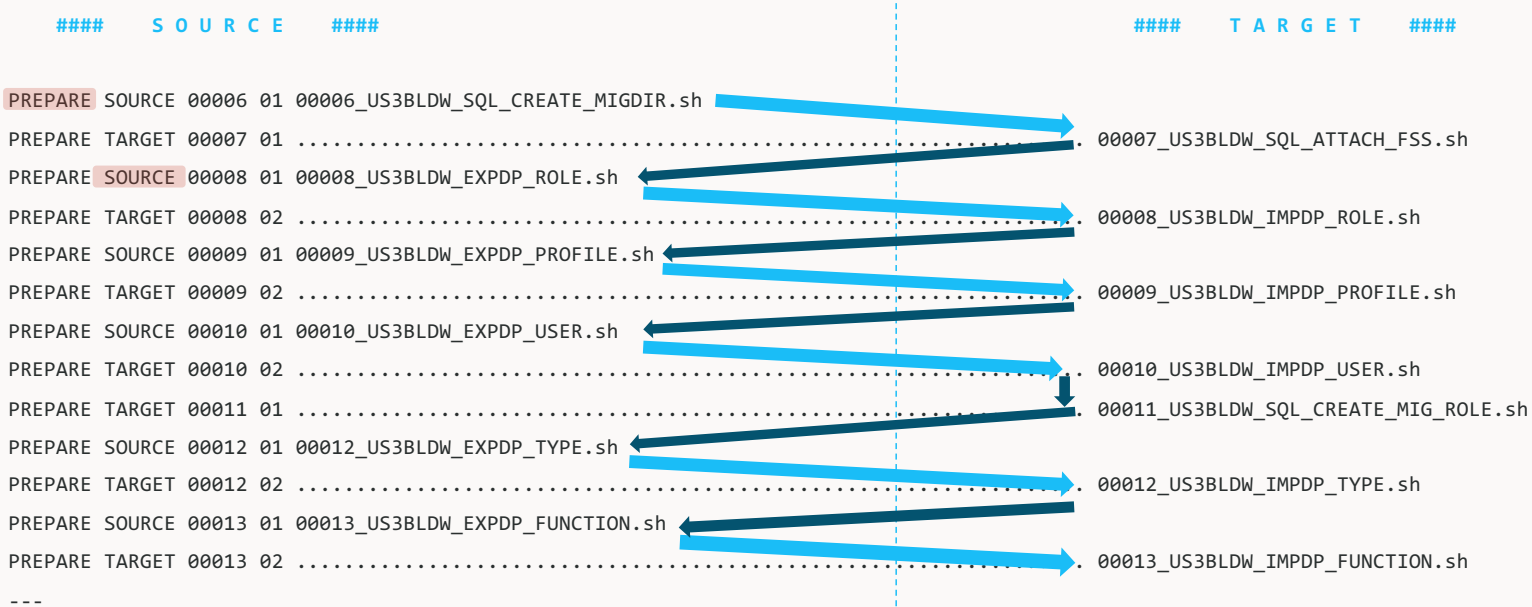 #### S O U R C E #### #### T A R G E T ####
PREPARE SOURCE 00006 01 00006_US3BLDW_SQL_CREATE_MIGDIR.sh
PREPARE TARGET 00007 01 ................................................................. 00007_US3BLDW_SQL_ATTACH_FSS.sh
PREPARE SOURCE 00008 01 00008_US3BLDW_EXPDP_ROLE.sh
PREPARE TARGET 00008 02 ................................................................. 00008_US3BLDW_IMPDP_ROLE.sh
PREPARE SOURCE 00009 01 00009_US3BLDW_EXPDP_PROFILE.sh
PREPARE TARGET 00009 02 ................................................................. 00009_US3BLDW_IMPDP_PROFILE.sh
PREPARE SOURCE 00010 01 00010_US3BLDW_EXPDP_USER.sh
PREPARE TARGET 00010 02 ................................................................. 00010_US3BLDW_IMPDP_USER.sh
PREPARE TARGET 00011 01 ................................................................. 00011_US3BLDW_SQL_CREATE_MIG_ROLE.sh
PREPARE SOURCE 00012 01 00012_US3BLDW_EXPDP_TYPE.sh
PREPARE TARGET 00012 02 ................................................................. 00012_US3BLDW_IMPDP_TYPE.sh
PREPARE SOURCE 00013 01 00013_US3BLDW_EXPDP_FUNCTION.sh
PREPARE TARGET 00013 02 ................................................................. 00013_US3BLDW_IMPDP_FUNCTION.sh
---